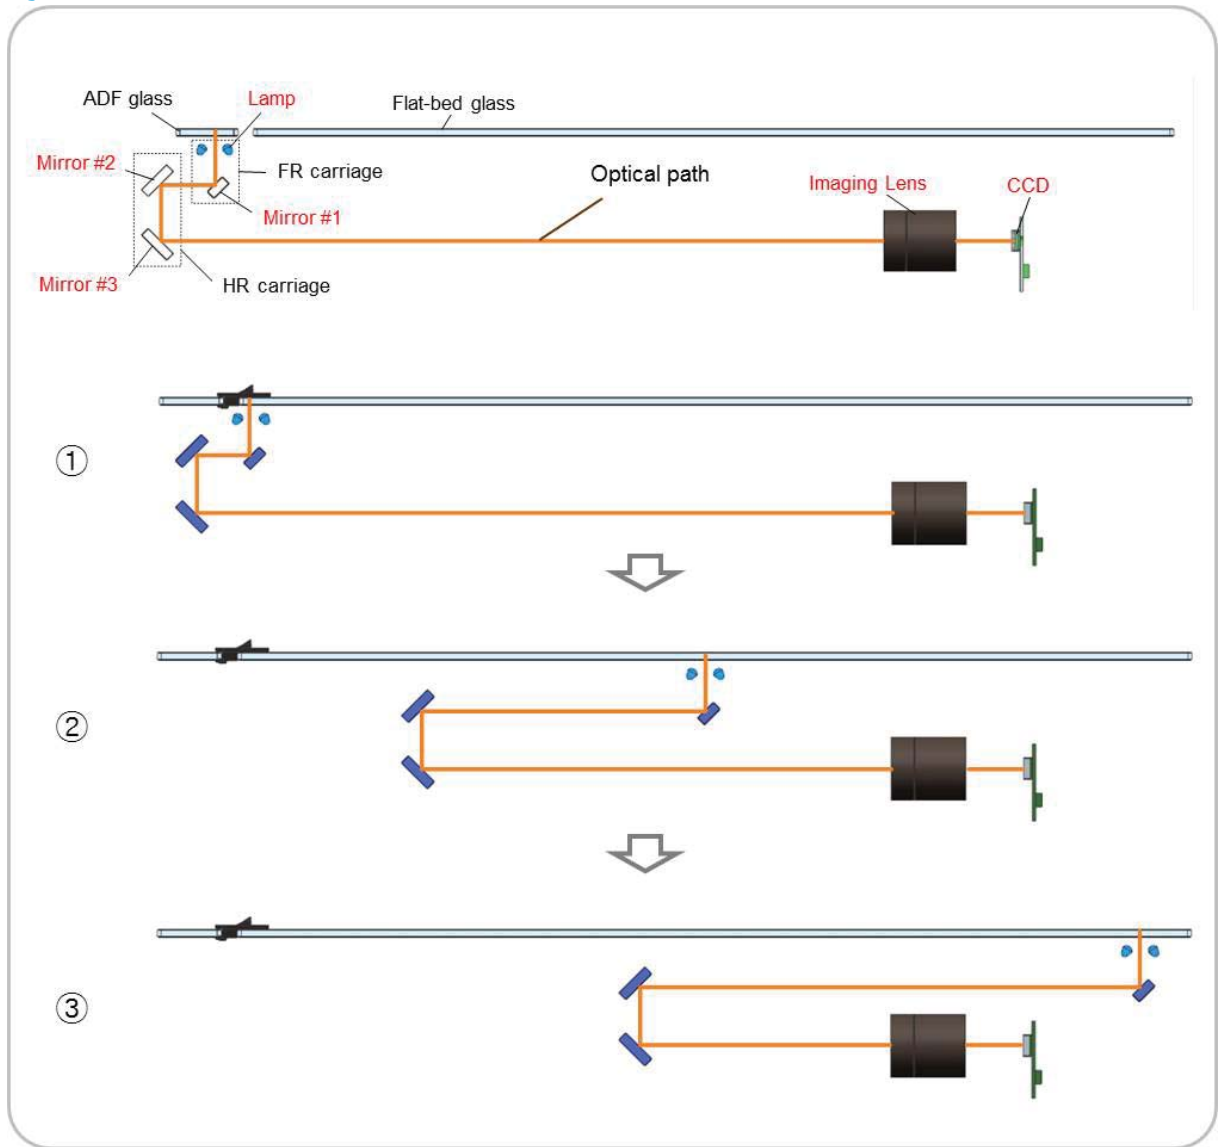 ADF glass
Lamp
Flat-bed glass
Mirror #2
FR carriage
Optical path
Imaging Lens
CCD
Mirror #1
Mirror #3
HR carriage
①
②
③